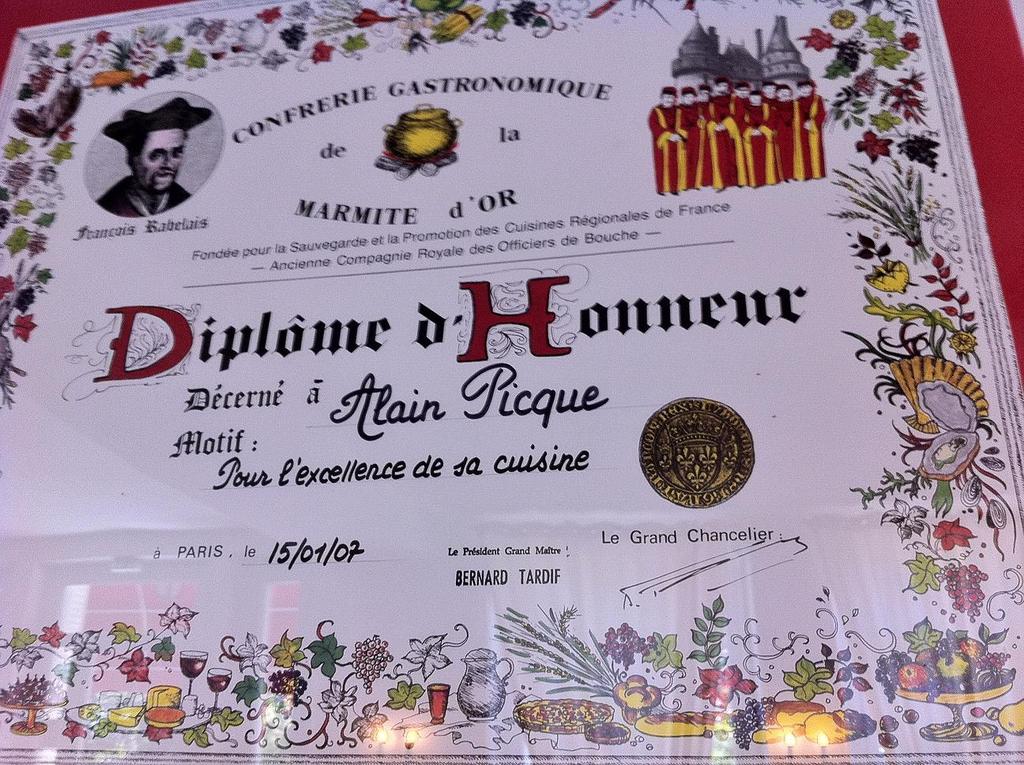 CONFRERIE GASTRONOMIQUE
de la
MARMITE d'OR
François Rabelais
Fondée pour la Sauvegarde et la Promotion des Cuisines Régionales de France
— Ancienne Compagnie Royale des Officiers de Bouche —
Diplôme d'Honneur
Décerné à Alain Picque
Motif :
Pour l'excellence de sa cuisine
à PARIS, le 15/01/07
Le Président Grand Maître :
BERNARD TARDIF
Le Grand Chancelier :